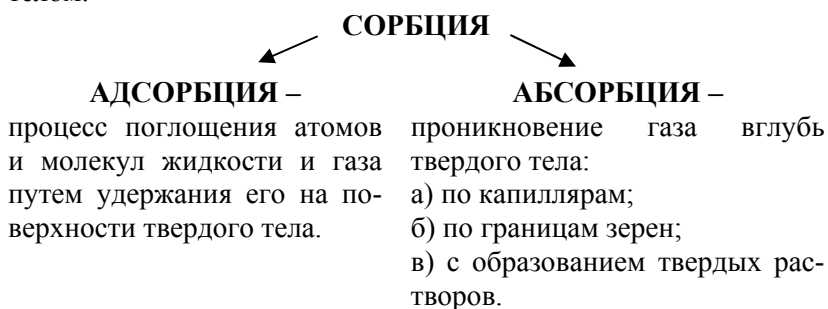 телом.
СОРБЦИЯ
АДСОРБЦИЯ –
процесс поглощения атомов
и молекул жидкости и газа
путем удержания его на по-
верхности твердого тела.
АБСОРБЦИЯ –
проникновение газа вглубь
твердого тела:
а) по капиллярам;
б) по границам зерен;
в) с образованием твердых рас-
творов.